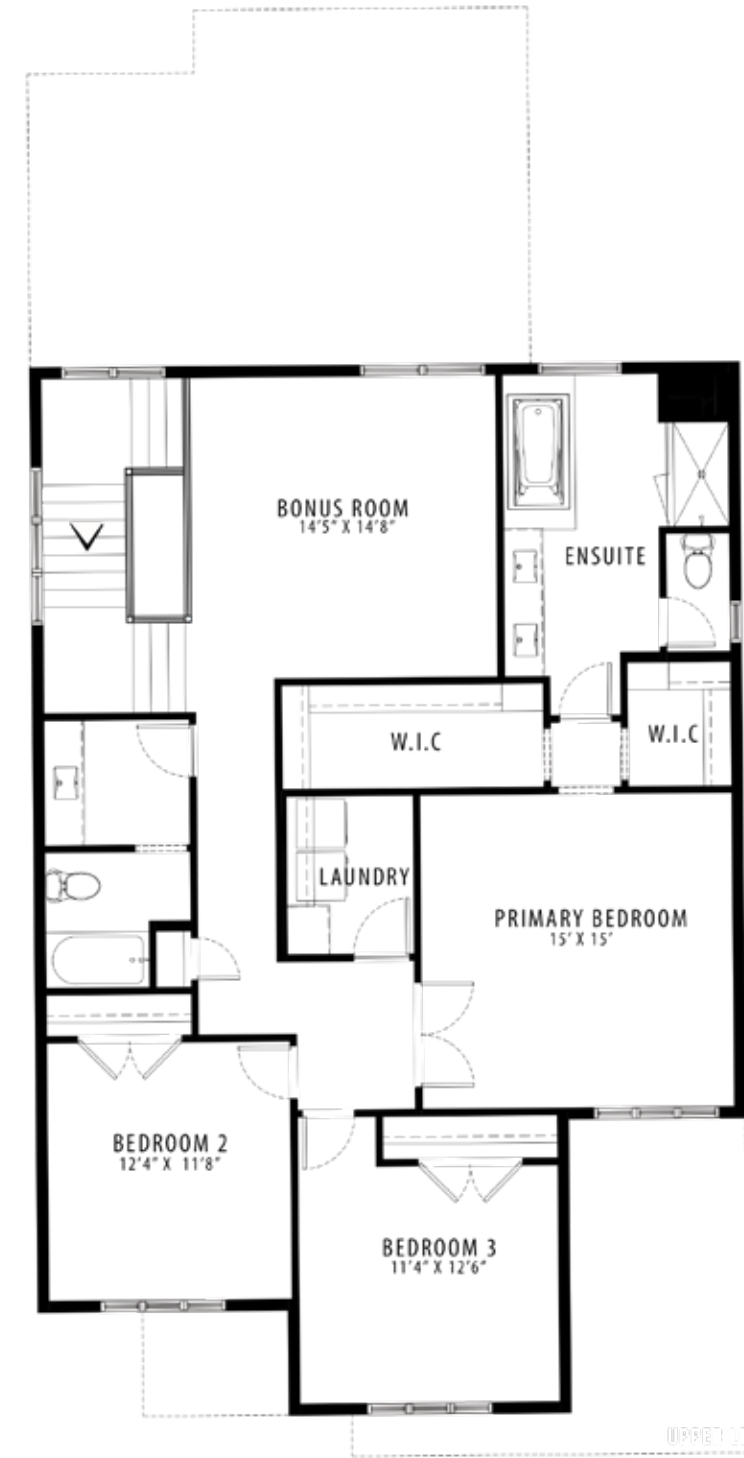 BONUS ROOM
14'5" X 14'8"
ENSUITE
W.I.C
W.I.C
LAUNDRY
PRIMARY BEDROOM
15' X 15'
BEDROOM 2
12'4" X 11'8"
BEDROOM 3
11'4" X 12'6"
UPPER